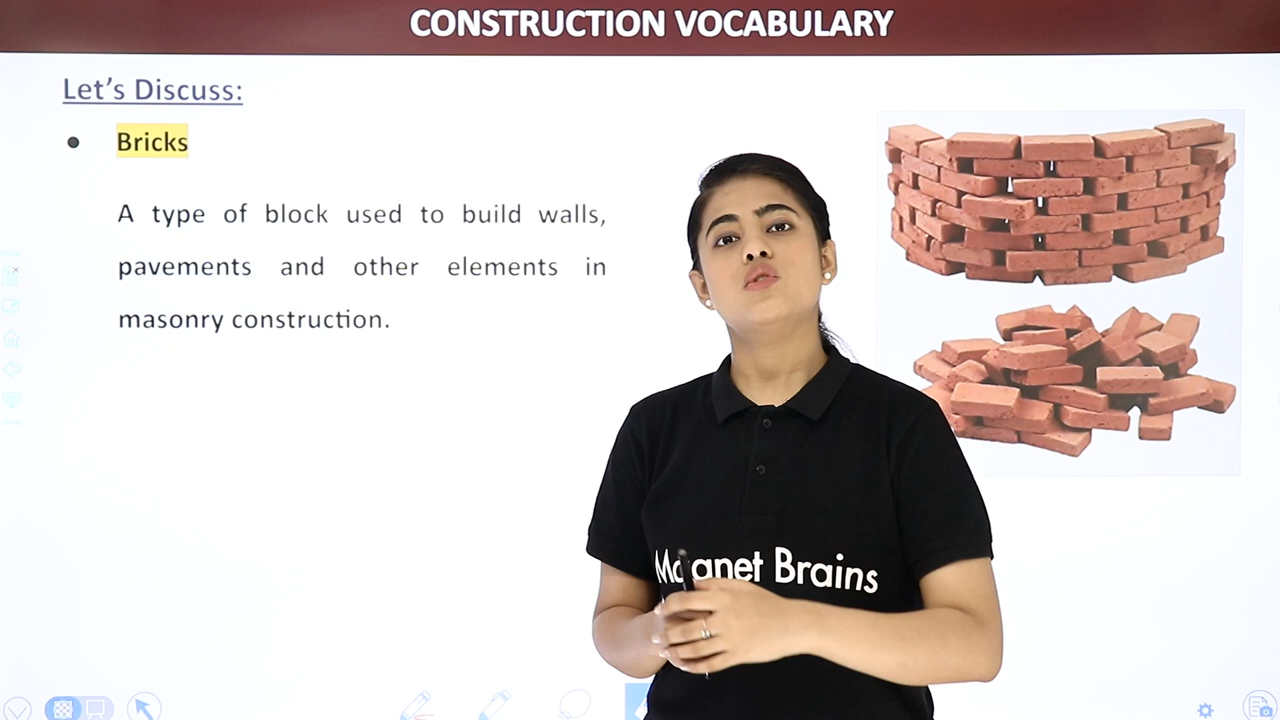 CONSTRUCTION VOCABULARY
Let's Discuss:
• Bricks
A type of block used to build walls,
pavements and other elements in
masonry construction.
Magnet Brains